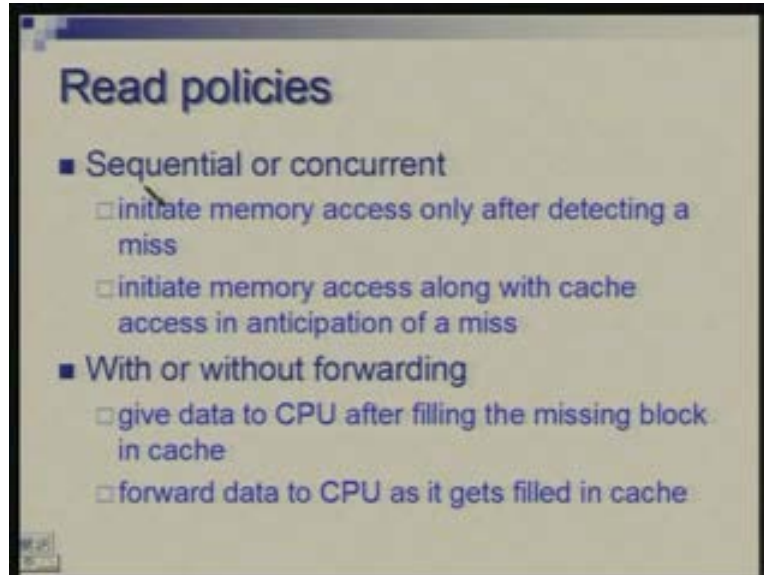 Read policies
■ Sequential or concurrent
□ initiate memory access only after detecting a
miss
□ initiate memory access along with cache
access in anticipation of a miss
■ With or without forwarding
□ give data to CPU after filling the missing block
in cache
□ forward data to CPU as it gets filled in cache